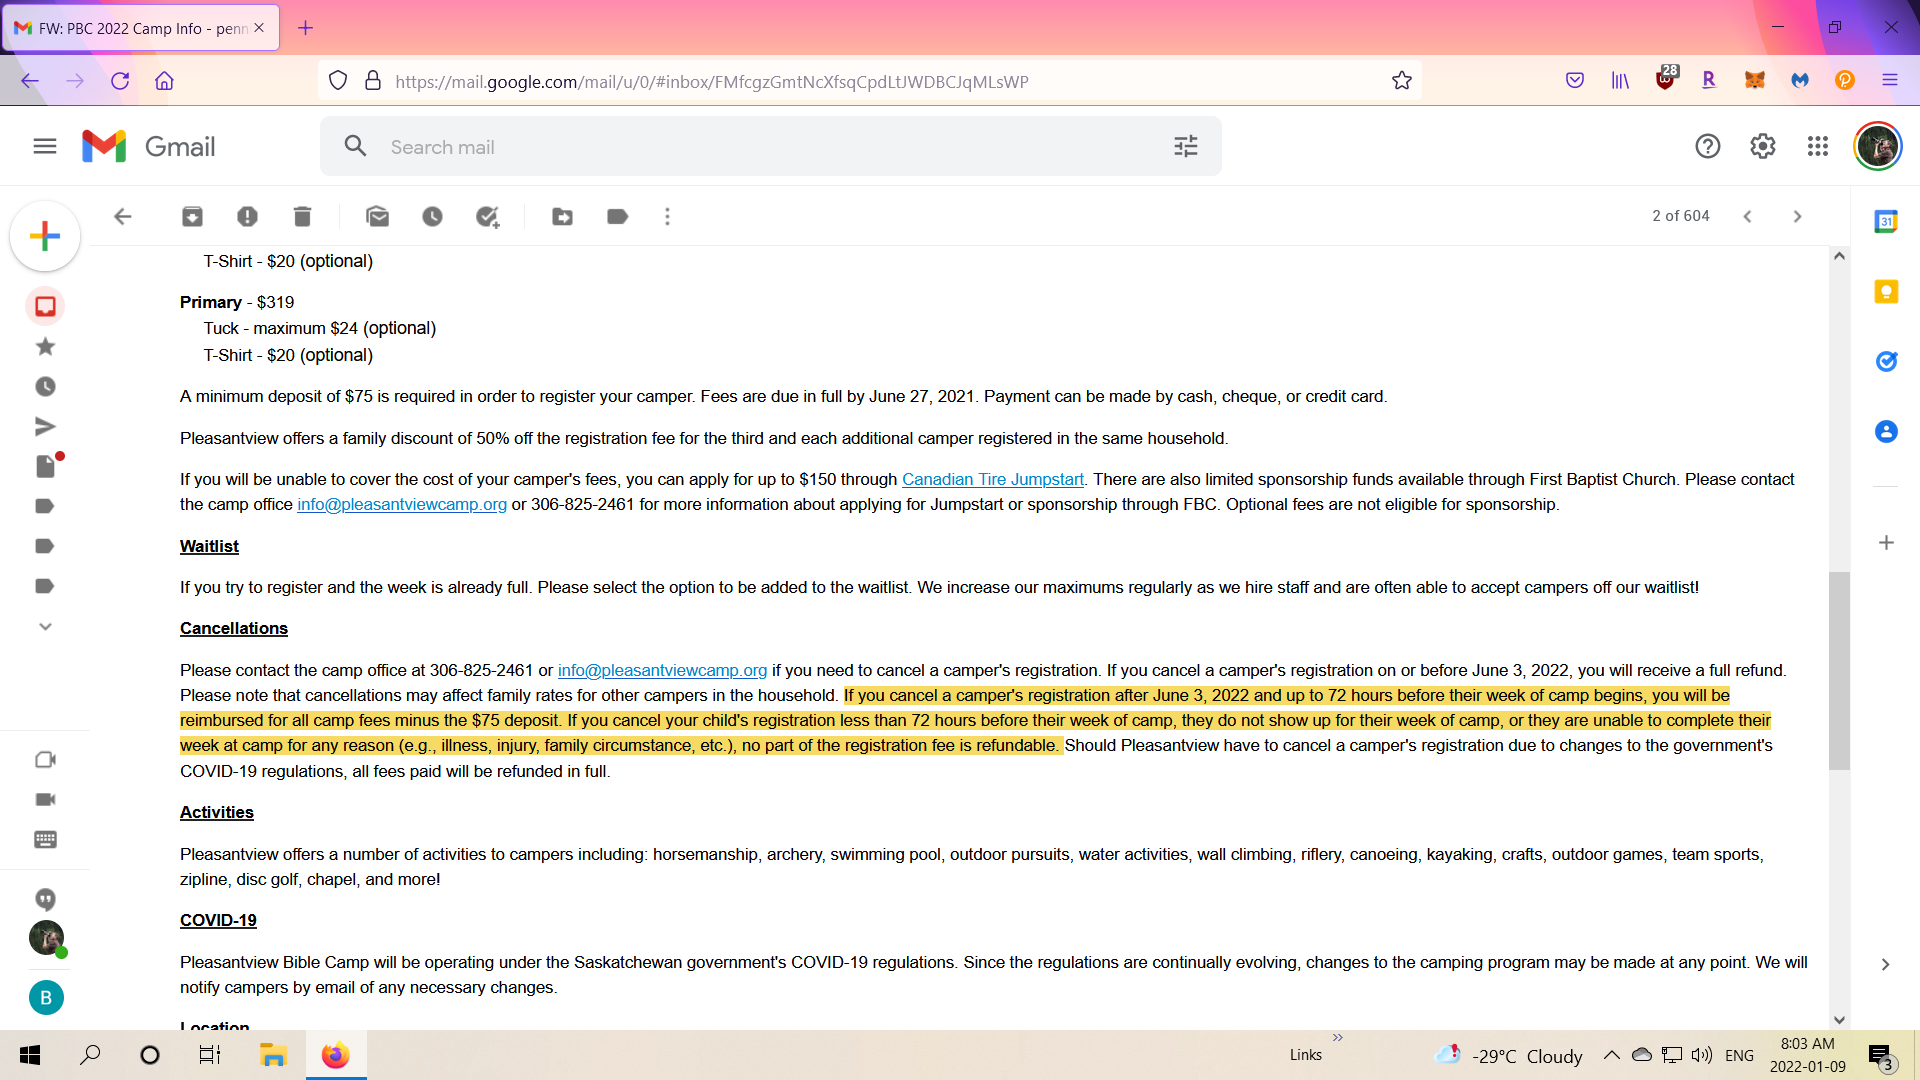 FW: PBC 2022 Camp Info - penn
https://mail.google.com/mail/u/0/#inbox/FMfcgzGmtNcXfsqCpdLtJWDBCJqMLsWP
28
Gmail
Search mail
2 of 604
31
T-Shirt - $20 (optional)
Primary - $319
Tuck - maximum $24 (optional)
T-Shirt - $20 (optional)
A minimum deposit of $75 is required in order to register your camper. Fees are due in full by June 27, 2021. Payment can be made by cash, cheque, or credit card.
Pleasantview offers a family discount of 50% off the registration fee for the third and each additional camper registered in the same household.
If you will be unable to cover the cost of your camper's fees, you can apply for up to $150 through Canadian Tire Jumpstart. There are also limited sponsorship funds available through First Baptist Church. Please contact
the camp office info@pleasantviewcamp.org or 306-825-2461 for more information about applying for Jumpstart or sponsorship through FBC. Optional fees are not eligible for sponsorship.
Waitlist
If you try to register and the week is already full. Please select the option to be added to the waitlist. We increase our maximums regularly as we hire staff and are often able to accept campers off our waitlist!
Cancellations
Please contact the camp office at 306-825-2461 or info@pleasantviewcamp.org if you need to cancel a camper's registration. If you cancel a camper's registration on or before June 3, 2022, you will receive a full refund.
Please note that cancellations may affect family rates for other campers in the household. If you cancel a camper's registration after June 3, 2022 and up to 72 hours before their week of camp begins, you will be
reimbursed for all camp fees minus the $75 deposit. If you cancel your child's registration less than 72 hours before their week of camp, they do not show up for their week of camp, or they are unable to complete their
week at camp for any reason (e.g., illness, injury, family circumstance, etc.), no part of the registration fee is refundable. Should Pleasantview have to cancel a camper's registration due to changes to the government's
COVID-19 regulations, all fees paid will be refunded in full.
Activities
Pleasantview offers a number of activities to campers including: horsemanship, archery, swimming pool, outdoor pursuits, water activities, wall climbing, riflery, canoeing, kayaking, crafts, outdoor games, team sports,
zipline, disc golf, chapel, and more!
COVID-19
Pleasantview Bible Camp will be operating under the Saskatchewan government's COVID-19 regulations. Since the regulations are continually evolving, changes to the camping program may be made at any point. We will
notify campers by email of any necessary changes.
Location
B
Links
-29°C Cloudy
ENG
8:03 AM
2022-01-09
3